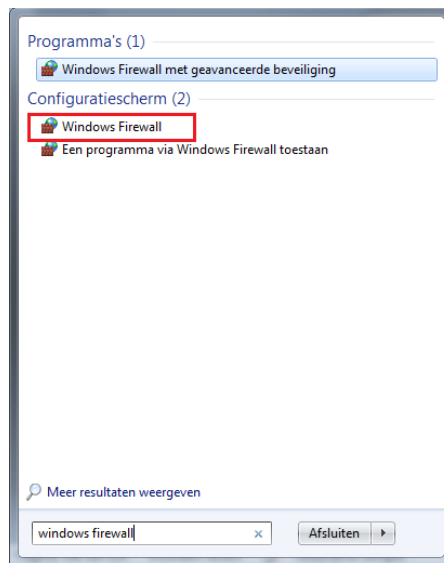 Programma's (1)
Windows Firewall met geavanceerde beveiliging
Configuratiescherm (2)
Windows Firewall
Een programma via Windows Firewall toestaan
Meer resultaten weergeven
windows firewall
Afsluiten